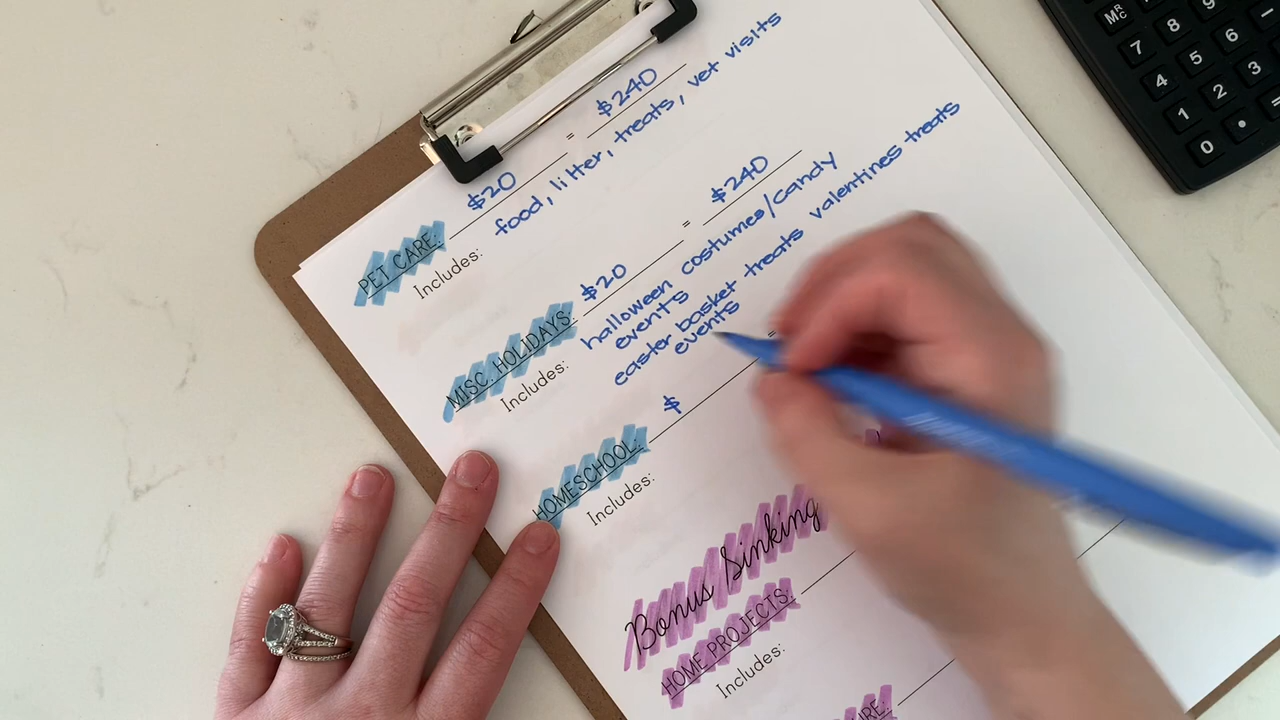 PET CARE: $20 = $240
Includes: food, litter, treats, vet visits
MISC. HOLIDAYS: $20 = $240
Includes: halloween costumes/candy
events
easter basket treats valentines treats
events
HOMESCHOOL: $ =
Includes:
Bonus Sinking
HOME PROJECTS:
Includes:
MRC 8 9 −
7 5 6
4 2 3
1 • =
0